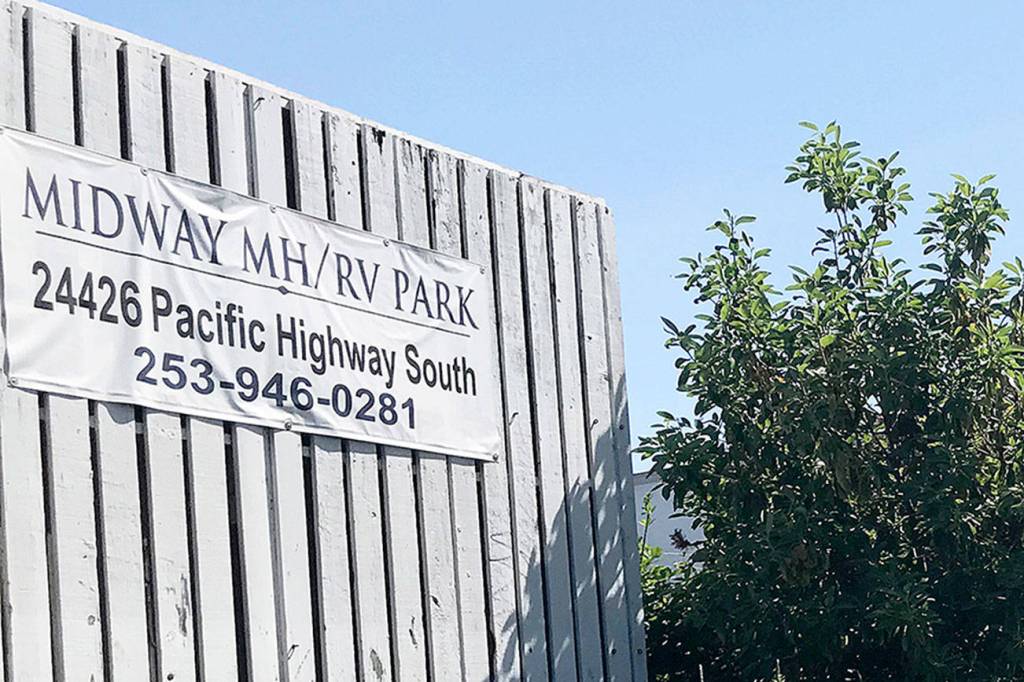 MIDWAY MH/RV PARK
24426 Pacific Highway South
253-946-0281